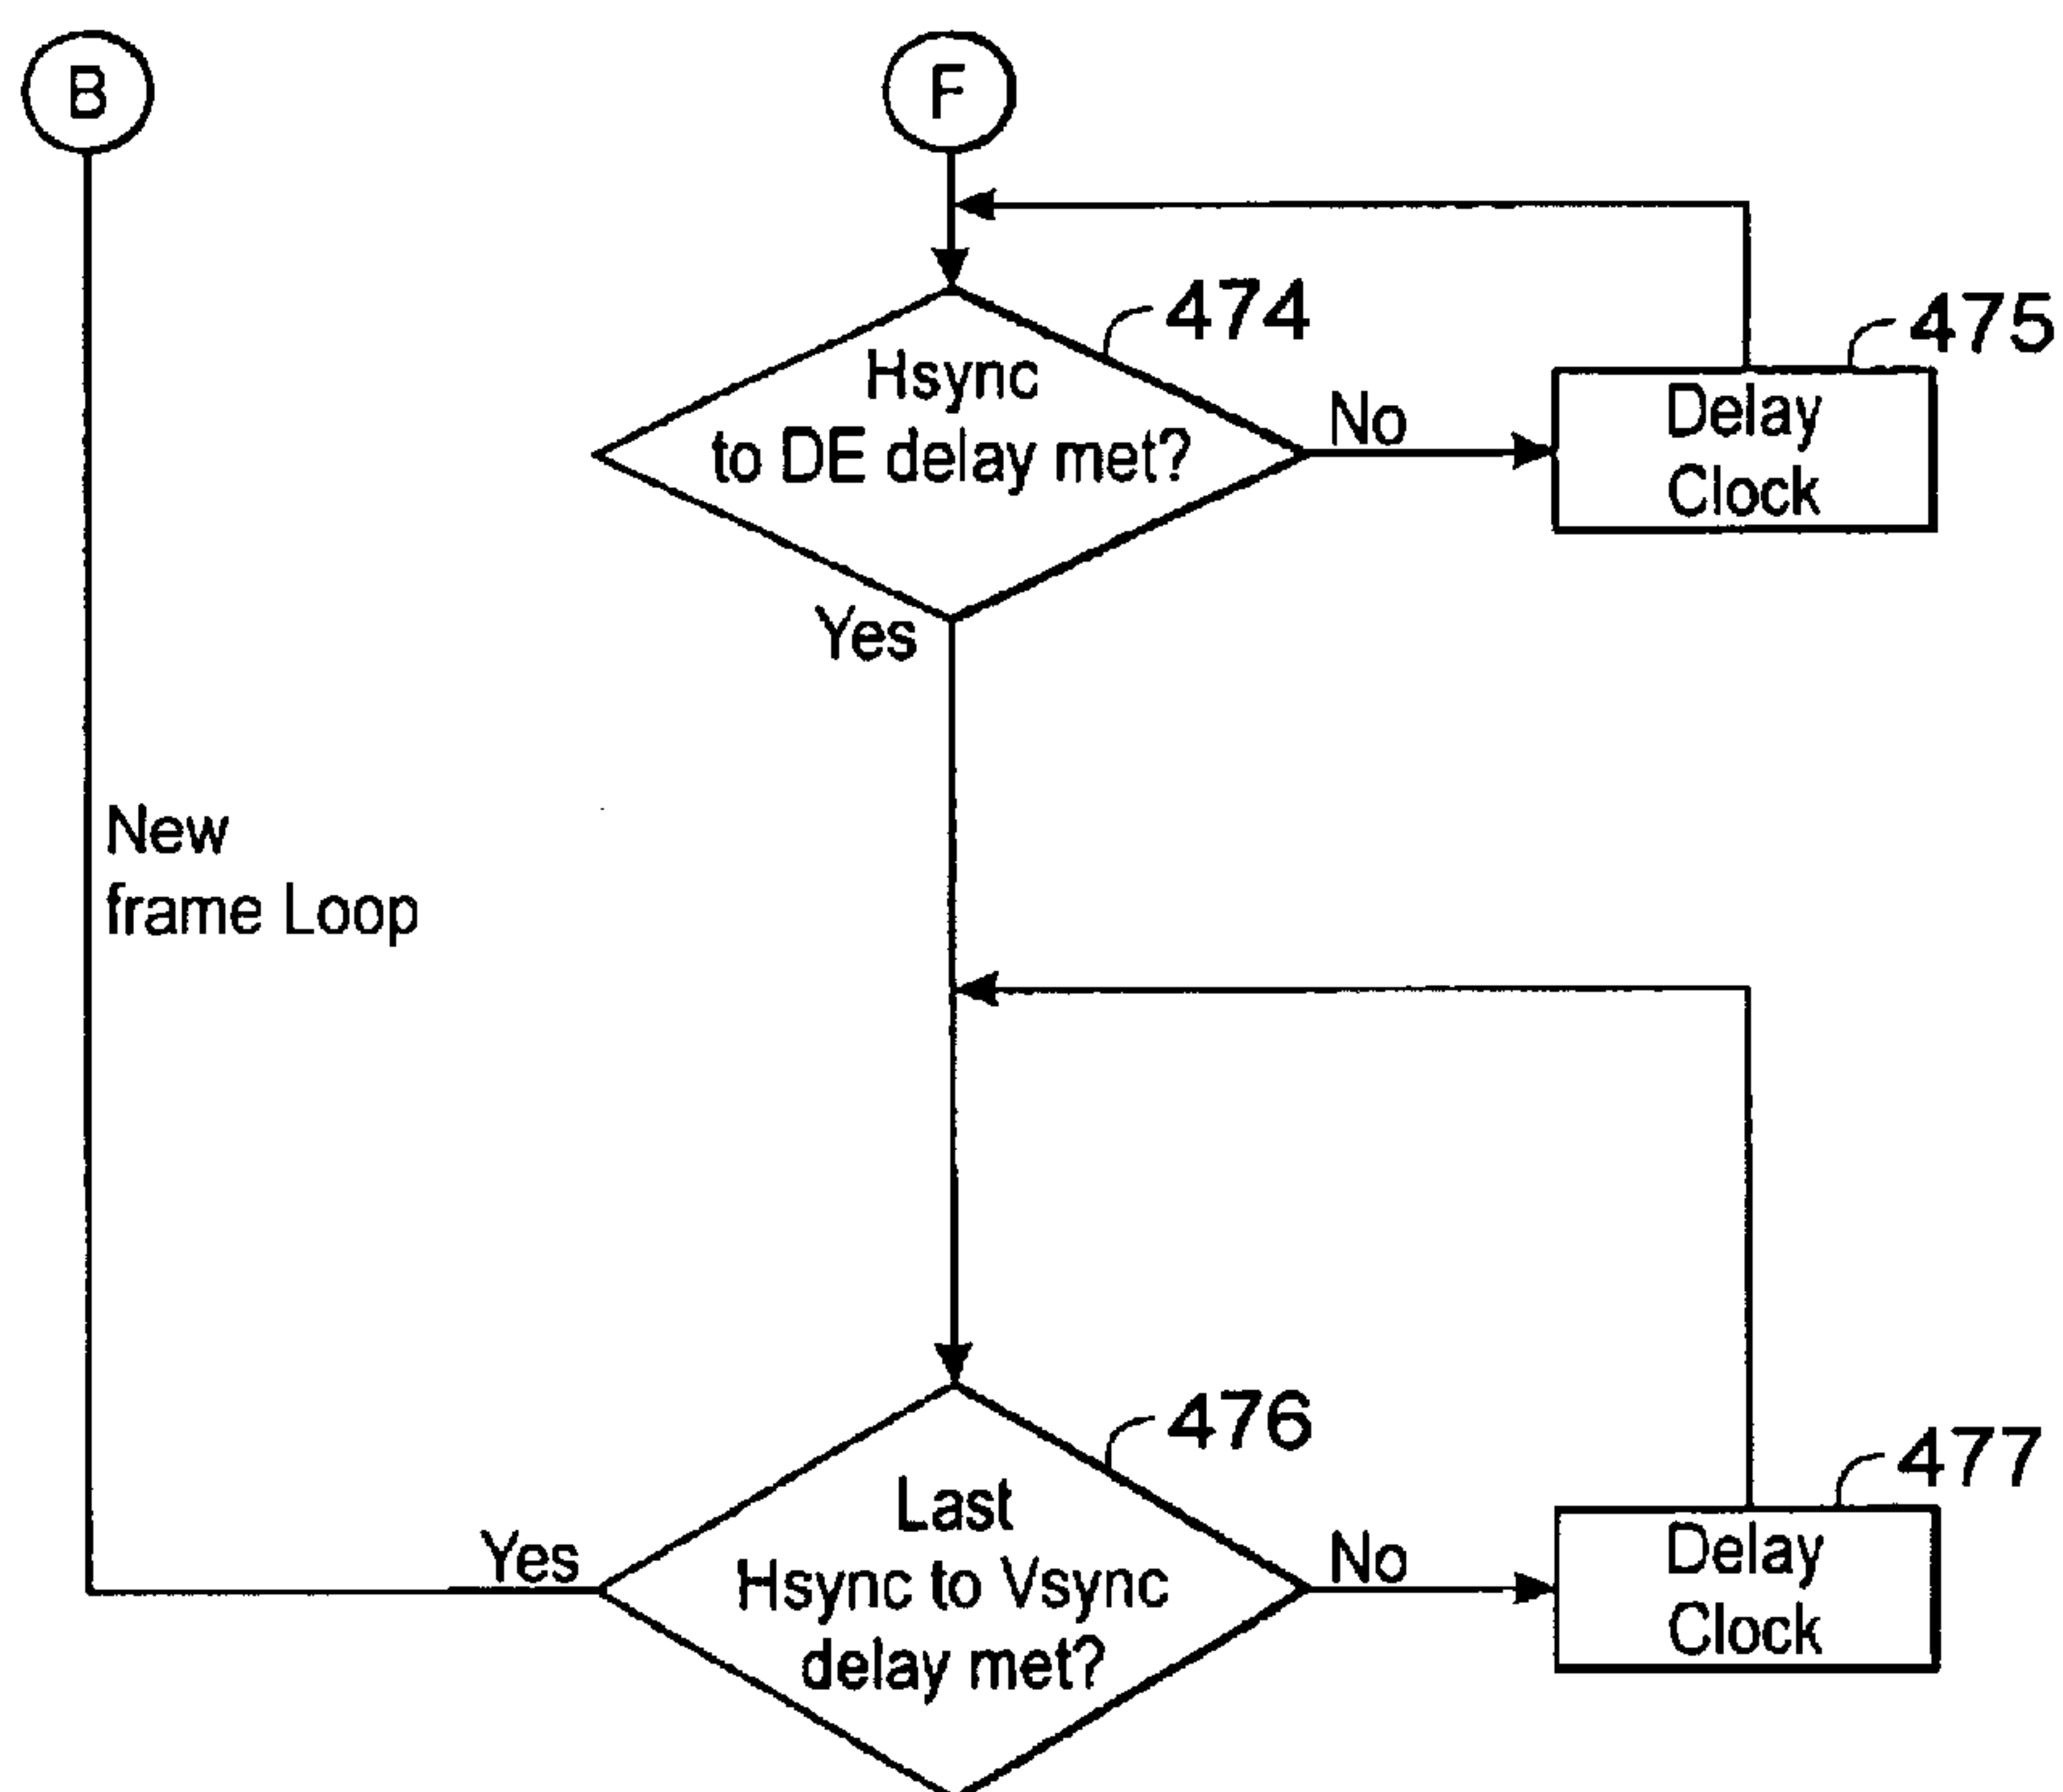 B
F
474
Hsync
to DE delay met?
No
475
Delay
Clock
Yes
New
frame Loop
476
Last
Hsync to Vsync
delay met?
Yes
No
477
Delay
Clock